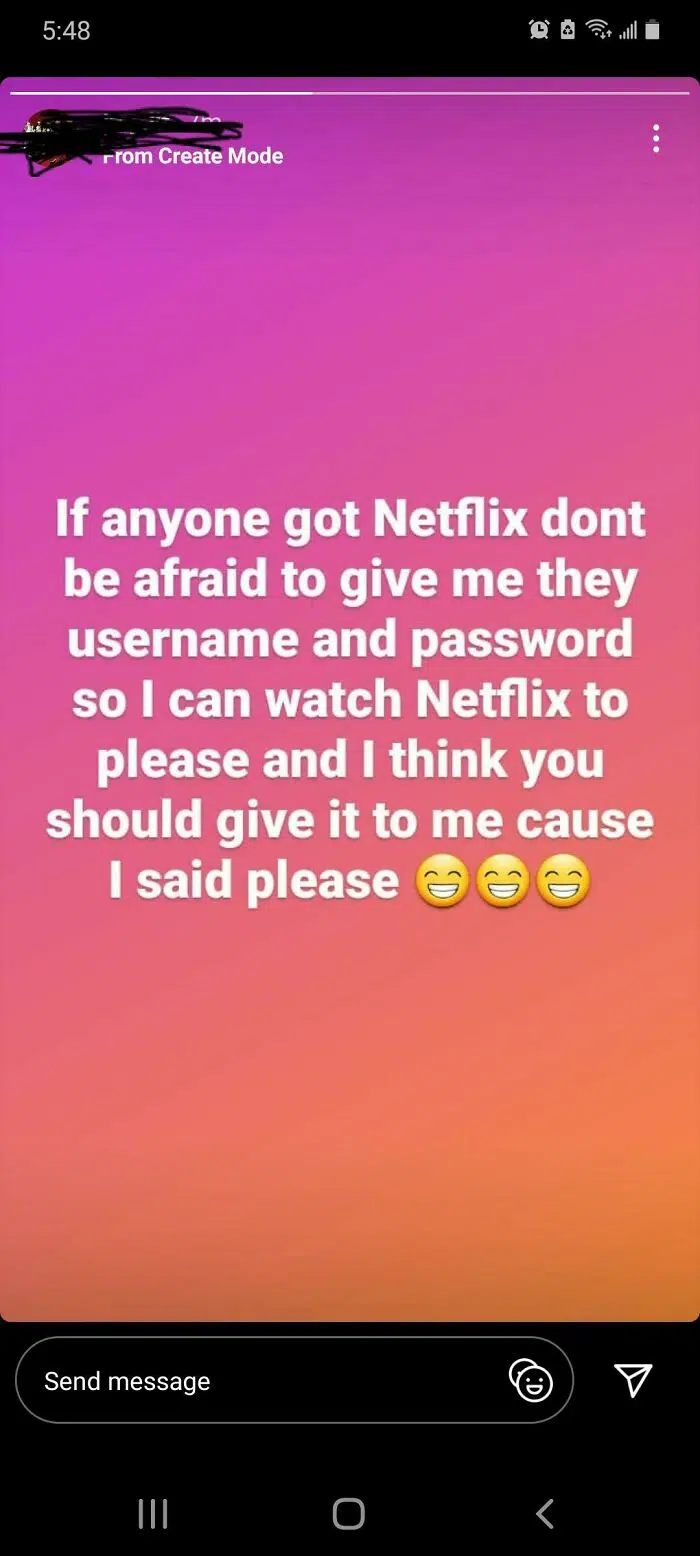 5:48
From Create Mode
If anyone got Netflix dont
be afraid to give me they
username and password
so I can watch Netflix to
please and I think you
should give it to me cause
I said please 😁😁😁
Send message